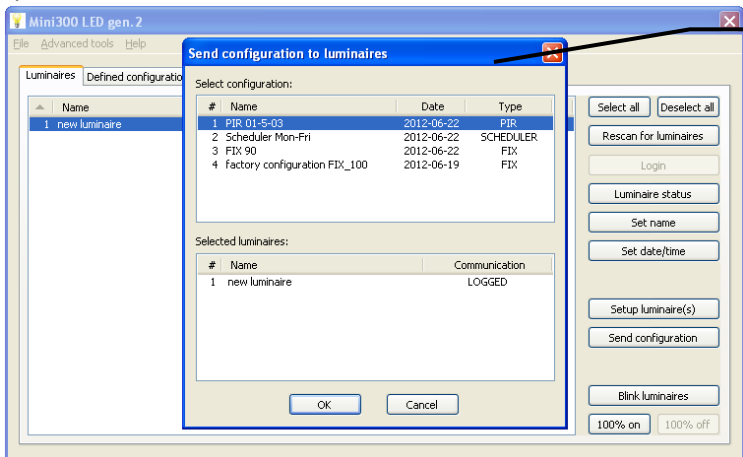 Mini300 LED gen.2
File Advanced tools Help
Luminaires Defined configuratio
Name
1 new luminaire
Send configuration to luminaires
Select configuration:
# Name Date Type
1 PIR 01-5-03 2012-06-22 PIR
2 Scheduler Mon-Fri 2012-06-22 SCHEDULER
3 FIX 90 2012-06-22 FIX
4 factory configuration FIX_100 2012-06-19 FIX
Selected luminaires:
# Name Communication
1 new luminaire LOGGED
OK Cancel
Select all Deselect all
Rescan for luminaires
Login
Luminaire status
Set name
Set date/time
Setup luminaire(s)
Send configuration
Blink luminaires
100% on 100% off